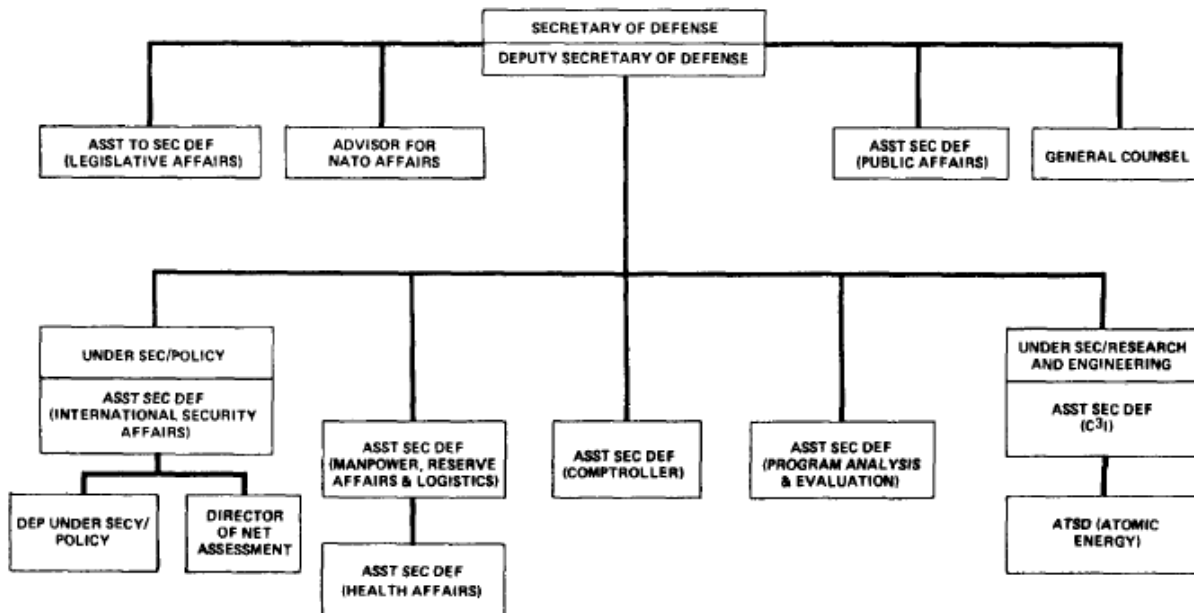 SECRETARY OF DEFENSE
DEPUTY SECRETARY OF DEFENSE
ASST TO SEC DEF
(LEGISLATIVE AFFAIRS)
ADVISOR FOR
NATO AFFAIRS
ASST SEC DEF
(PUBLIC AFFAIRS)
GENERAL COUNSEL
UNDER SEC/POLICY
ASST SEC DEF
(INTERNATIONAL SECURITY
AFFAIRS)
UNDER SEC/RESEARCH
AND ENGINEERING
ASST SEC DEF
(C³I)
ASST SEC DEF
(MANPOWER, RESERVE
AFFAIRS & LOGISTICS)
ASST SEC DEF
(COMPTROLLER)
ASST SEC DEF
(PROGRAM ANALYSIS
& EVALUATION)
DEP UNDER SECY/
POLICY
DIRECTOR
OF NET
ASSESSMENT
ASST SEC DEF
(HEALTH AFFAIRS)
ATSD (ATOMIC
ENERGY)